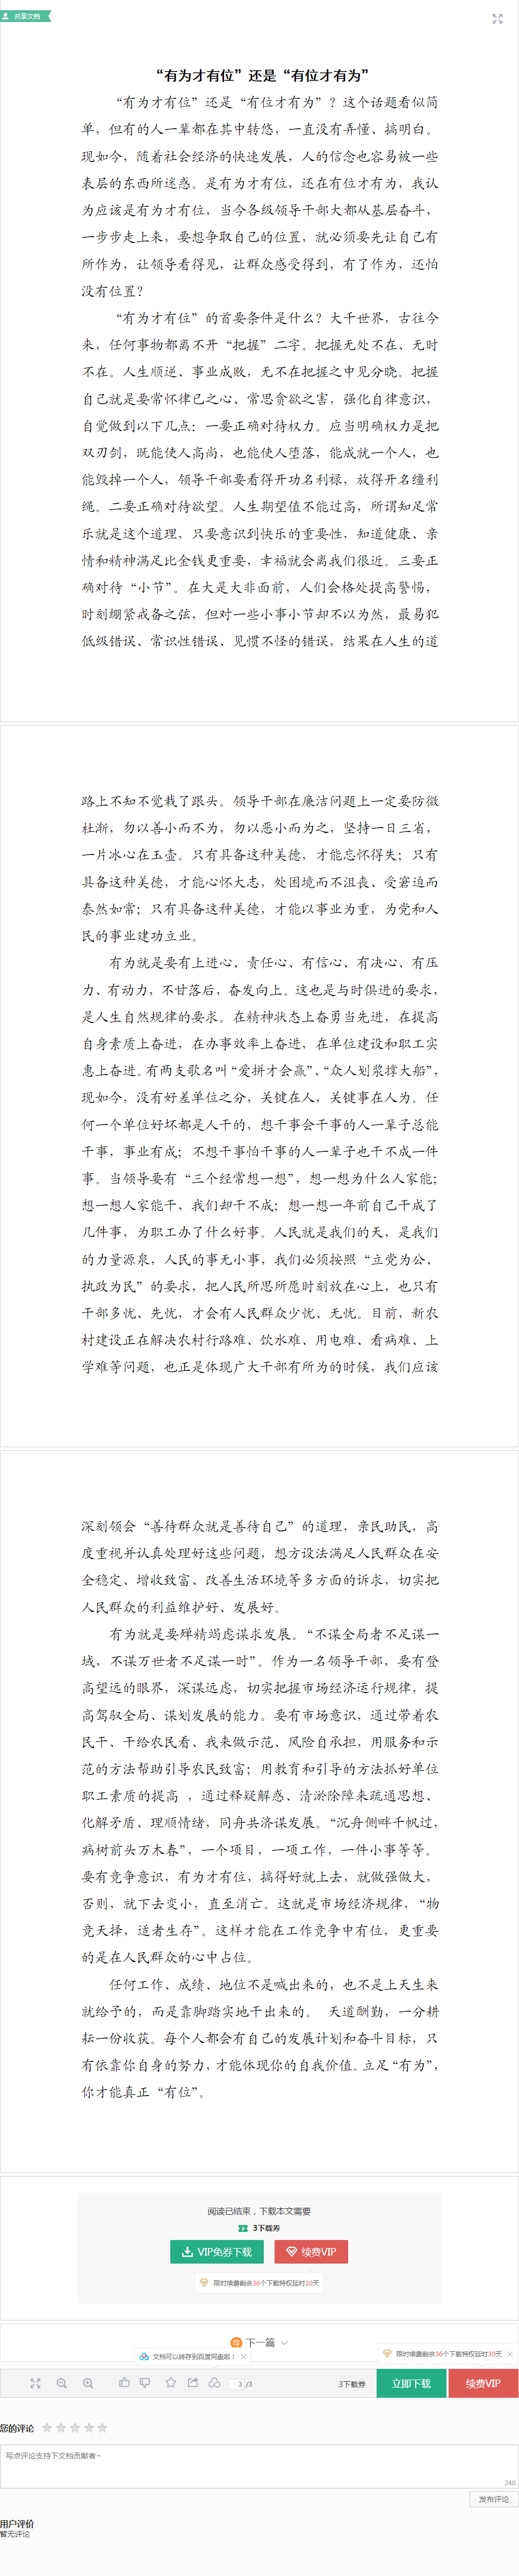 共享文档
“有为才有位”还是“有位才有为”
“有为才有位”还是“有位才有为”？这个话题看似简
单，但有的人一辈都在其中转悠，一直没有弄懂、搞明白。
现如今，随着社会经济的快速发展，人的信念也容易被一些
表层的东西所迷惑。是有为才有位，还在有位才有为，我认
为应该是有为才有位，当今各级领导干部大都从基层奋斗，
一步步走上来，要想争取自己的位置，就必须要先让自己有
所作为，让领导看得见，让群众感受得到，有了作为，还怕
没有位置？
“有为才有位”的首要条件是什么？大千世界，古往今
来，任何事物都离不开“把握”二字。把握无处不在、无时
不在。人生顺逆、事业成败，无不在把握之中见分晓。把握
自己就是要常怀律己之心、常思贪欲之害，强化自律意识，
自觉做到以下几点：一要正确对待权力。应当明确权力是把
双刃剑，既能使人高尚，也能使人堕落，能成就一个人，也
能毁掉一个人，领导干部要看得开功名利禄，放得开名缰利
绳。二要正确对待欲望。人生期望值不能过高，所谓知足常
乐就是这个道理，只要意识到快乐的重要性，知道健康、亲
情和精神满足比金钱更重要，幸福就会离我们很近。三要正
确对待“小节”。在大是大非面前，人们会格处提高警惕，
时刻绷紧戒备之弦，但对一些小事小节却不以为然，最易犯
低级错误、常识性错误、见惯不怪的错误，结果在人生的道
路上不知不觉栽了跟头。领导干部在廉洁问题上一定要防微
杜渐，勿以善小而不为，勿以恶小而为之，坚持一日三省，
一片冰心在玉壶。只有具备这种美德，才能忘怀得失；只有
具备这种美德，才能心怀大志，处困境而不沮丧、受窘迫而
泰然如常；只有具备这种美德，才能以事业为重，为党和人
民的事业建功立业。
有为就是要有上进心、责任心、有信心、有决心、有压
力、有动力，不甘落后，奋发向上。这也是与时俱进的要求，
是人生自然规律的要求。在精神状态上奋勇当先进，在提高
自身素质上奋进，在办事效率上奋进，在单位建设和职工实
惠上奋进。有两支歌名叫“爱拼才会赢”、“众人划桨撑大船”，
现如今，没有好差单位之分，关键在人，关键事在人为。任
何一个单位好坏都是人干的，想干事会干事的人一辈子总能
干事，事业有成；不想干事怕干事的人一辈子也干不成一件
事。当领导要有“三个经常想一想”，想一想为什么人家能；
想一想人家能干，我们却干不成；想一想一年前自己干成了
几件事，为职工办了什么好事。人民就是我们的天，是我们
的力量源泉，人民的事无小事，我们必须按照“立党为公、
执政为民”的要求，把人民所思所愿时刻放在心上，也只有
干部多忧、先忧，才会有人民群众少忧、无忧。目前，新农
村建设正在解决农村行路难、饮水难、用电难、看病难、上
学难等问题，也正是体现广大干部有所为的时候，我们应该
深刻领会“善待群众就是善待自己”的道理，亲民助民，高
度重视并认真处理好这些问题，想方设法满足人民群众在安
全稳定、增收致富、改善生活环境等多方面的诉求，切实把
人民群众的利益维护好、发展好。
有为就是要殚精竭虑谋求发展。“不谋全局者不足谋一
域，不谋万世者不足谋一时”。作为一名领导干部，要有登
高望远的眼界，深谋远虑，切实把握市场经济运行规律，提
高驾驭全局、谋划发展的能力。要有市场意识，通过带着农
民干、干给农民看、我来做示范、风险自承担，用服务和示
范的方法帮助引导农民致富；用教育和引导的方法抓好单位
职工素质的提高 ，通过释疑解惑、清淤除障来疏通思想、
化解矛盾、理顺情绪，同舟共济谋发展。“沉舟侧畔千帆过，
病树前头万木春”，一个项目，一项工作，一件小事等等。
要有竞争意识，有为才有位，搞得好就上去，就做强做大，
否则，就下去变小，直至消亡。这就是市场经济规律，“物
竞天择，适者生存”。这样才能在工作竞争中有位，更重要
的是在人民群众的心中占位。
任何工作、成绩、地位不是喊出来的，也不是上天生来
就给予的，而是靠脚踏实地干出来的。 天道酬勤，一分耕
耘一份收获。每个人都会有自己的发展计划和奋斗目标，只
有依靠你自身的努力，才能体现你的自我价值。立足“有为”，
你才能真正“有位”。
阅读已结束，下载本文需要
3下载券
VIP免券下载 续费VIP
限时续费剩余36个下载特权延时30天
荐 下一篇
文档可以转存到百度网盘啦！
限时续费剩余36个下载特权延时30天
3 /3 3下载券 立即下载 续费VIP
您的评论
写点评论支持下文档贡献者~
240
发布评论
用户评价
暂无评论